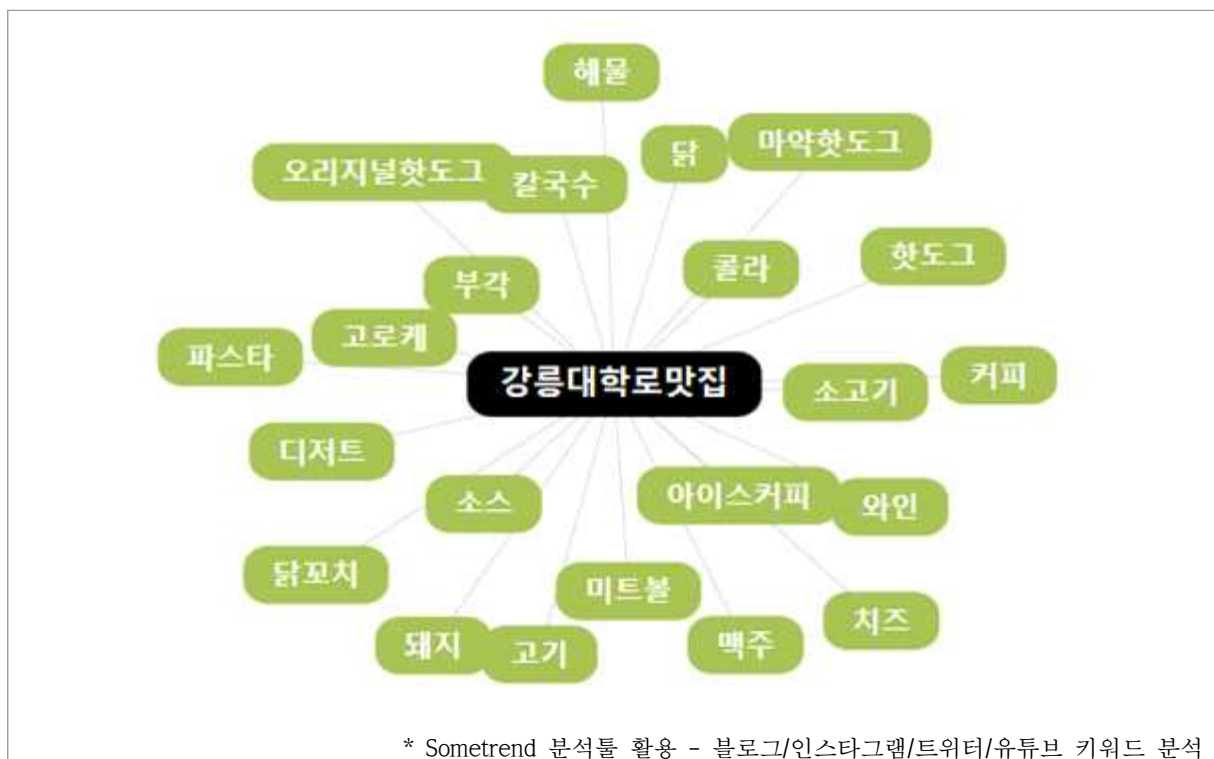 해물
닭
마약핫도그
오리지널핫도그
칼국수
핫도그
콜라
부각
고로케
파스타
강릉대학로맛집
소고기
커피
디저트
소스
아이스커피
와인
닭꼬치
미트볼
치즈
돼지
고기
맥주
* Sometrend 분석툴 활용 - 블로그/인스타그램/트위터/유튜브 키워드 분석